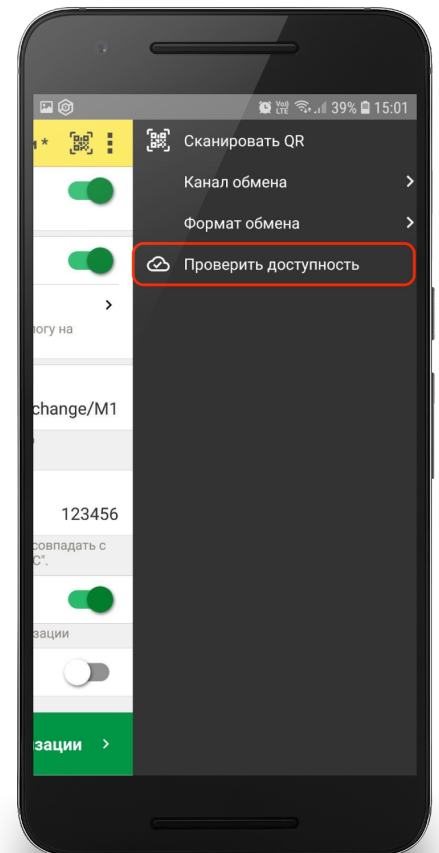 39% 15:01
и*
Сканировать QR
Канал обмена
Формат обмена
Проверить доступность
логу на
change/M1
123456
совпадать с
С".
зации
зации